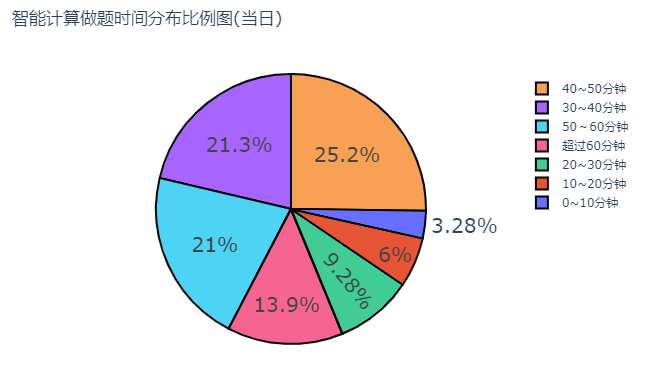 智能计算做题时间分布比例图(当日)
25.2%
21.3%
21%
13.9%
9.28%
6%
3.28%
40~50分钟
30~40分钟
50～60分钟
超过60分钟
20~30分钟
10~20分钟
0~10分钟